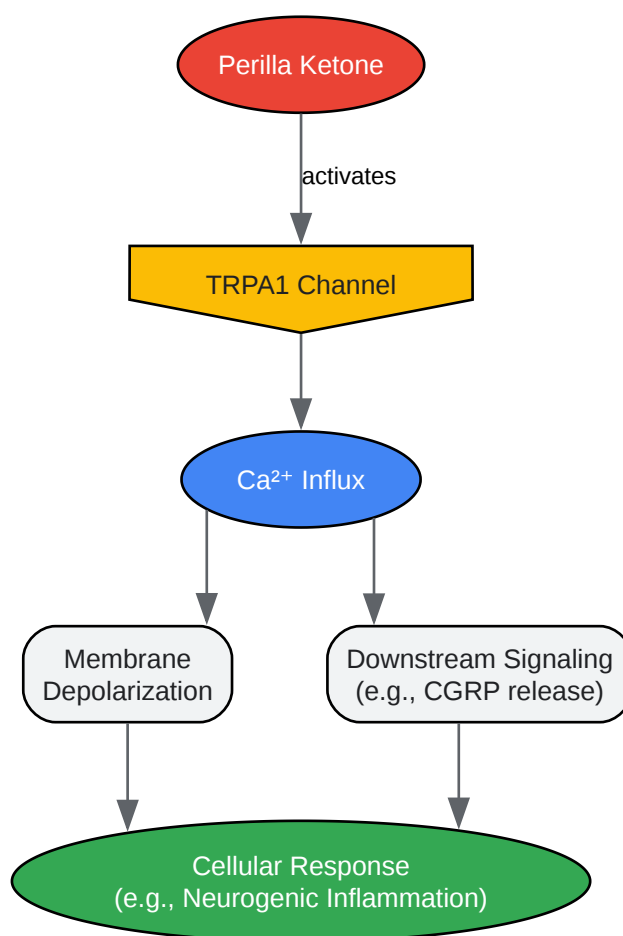 Perilla Ketone
activates
TRPA1 Channel
Ca²⁺ Influx
Membrane
Depolarization
Downstream Signaling
(e.g., CGRP release)
Cellular Response
(e.g., Neurogenic Inflammation)